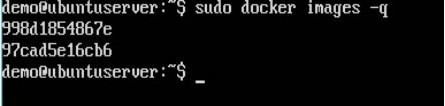 demo@ubuntuserver:~$ sudo docker images -q
998d1854867e
97cad5e16cb6
demo@ubuntuserver:~$ _